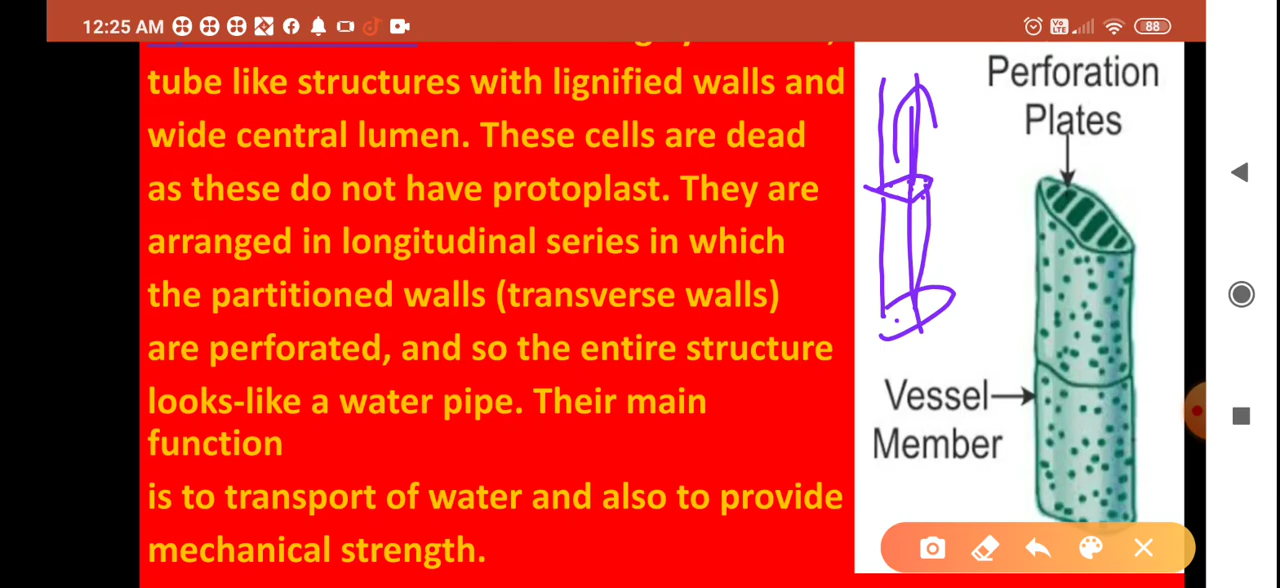 12:25 AM
Vo LTE
88
tube like structures with lignified walls and
wide central lumen. These cells are dead
as these do not have protoplast. They are
arranged in longitudinal series in which
the partitioned walls (transverse walls)
are perforated, and so the entire structure
looks-like a water pipe. Their main
function
is to transport of water and also to provide
mechanical strength.
Perforation
Plates
Vessel
Member